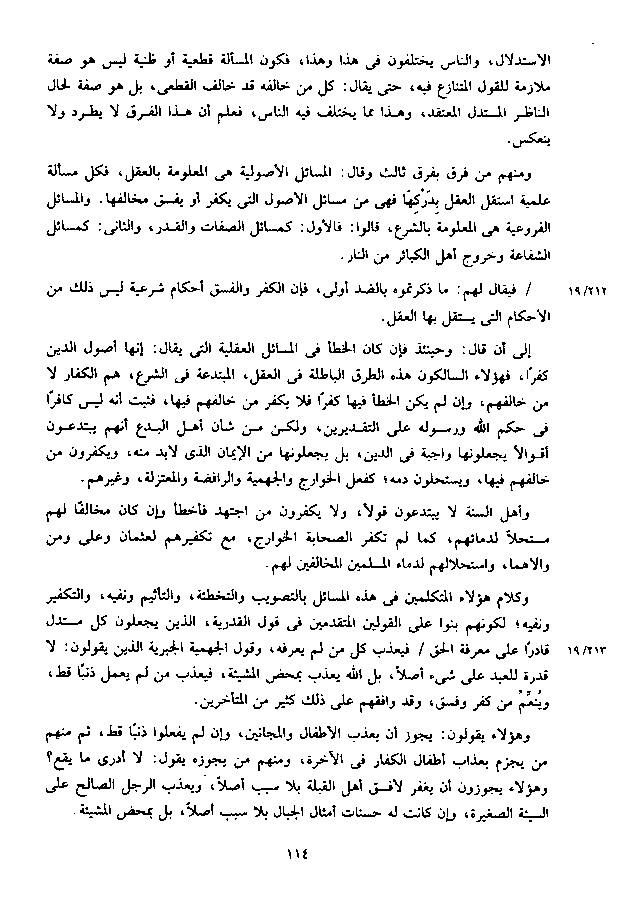 الاستدلال، والناس يختلفون فى هذا وهذا، فكون المسألة قطعية أو ظنية ليس هو صفة
ملازمة للقول المتنازع فيه، حتى يقال: كل من خالفه قد خالف القطعى، بل هو صفة لحال
الناظر المستدل المعتقد، وهذا مما يختلف فيه الناس، فعلم أن هذا الفرق لا يطرد ولا
ينعكس.
ومنهم من فرق بفرق ثالث وقال: المسائل الأصولية هى المعلومة بالعقل، فكل مسألة
علمية استقل العقل بِدَرْكِهَا فهى من مسائل الأصول التى يكفر أو يفسق مخالفها. والمسائل
الفروعية هى المعلومة بالشرع، قالوا: فالأول: كمسائل الصفات والقدر، والثانى: كمسائل
الشفاعة وخروج أهل الكبائر من النار.
١٩/٢١٢ / فيقال لهم: ما ذكرتموه بالضد أولى، فإن الكفر والفسق أحكام شرعية ليس ذلك من
الأحكام التى يستقل بها العقل.
إلى أن قال: وحينئذ فإن كان الخطأ فى المسائل العقلية التى يقال: إنها أصول الدين
كفرًا، فهؤلاء السالكون هذه الطرق الباطلة فى العقل، المبتدعة فى الشرع، هم الكفار لا
من خالفهم، وإن لم يكن الخطأ فيها كفرًا فلا يكفر من خالفهم فيها، فثبت أنه ليس كافرًا
فى حكم الله ورسوله على التقديرين، ولكن من شأن أهل البدع أنهم يبتدعون
أقوالاً يجعلونها واجبة فى الدين، بل يجعلونها من الإيمان الذى لابد منه، ويكفرون من
خالفهم فيها، ويستحلون دمه؛ كفعل الخوارج والجهمية والرافضة والمعتزلة، وغيرهم.
وأهل السنة لا يبتدعون قولاً، ولا يكفرون من اجتهد فأخطأ وإن كان مخالفًا لهم
مستحلاً لدمائهم، كما لم تكفر الصحابة الخوارج، مع تكفيرهم لعثمان وعلى ومن
والاهما، واستحلالهم لدماء المسلمين المخالفين لهم.
وكلام هؤلاء المتكلمين فى هذه المسائل بالتصويب والتخطئة، والتأثيم ونفيه، والتكفير
ونفيه؛ لكونهم بنوا على القولين المتقدمين فى قول القدرية، الذين يجعلون كل مستدل
١٩/٢١٣ قادرًا على معرفة الحق / فيعذب كل من لم يعرفه، وقول الجهمية الجبرية الذين يقولون: لا
قدرة للعبد على شىء أصلاً، بل الله يعذب بمحض المشيئة، فيعذب من لم يعمل ذنبًا قط،
ويُنعِّمُ من كفر وفسق، وقد وافقهم على ذلك كثير من المتأخرين.
وهؤلاء يقولون: يجوز أن يعذب الأطفال والمجانين، وإن لم يفعلوا ذنبًا قط، ثم منهم
من يجزم بعذاب أطفال الكفار فى الآخرة، ومنهم من يجوزه يقول: لا أدرى ما يقع؟
وهؤلاء يجوزون أن يغفر لأفسق أهل القبلة بلا سبب أصلاً، ويعذب الرجل الصالح على
السيئة الصغيرة، وإن كانت له حسنات أمثال الجبال بلا سبب أصلاً، بل بمحض المشيئة.
١١٤